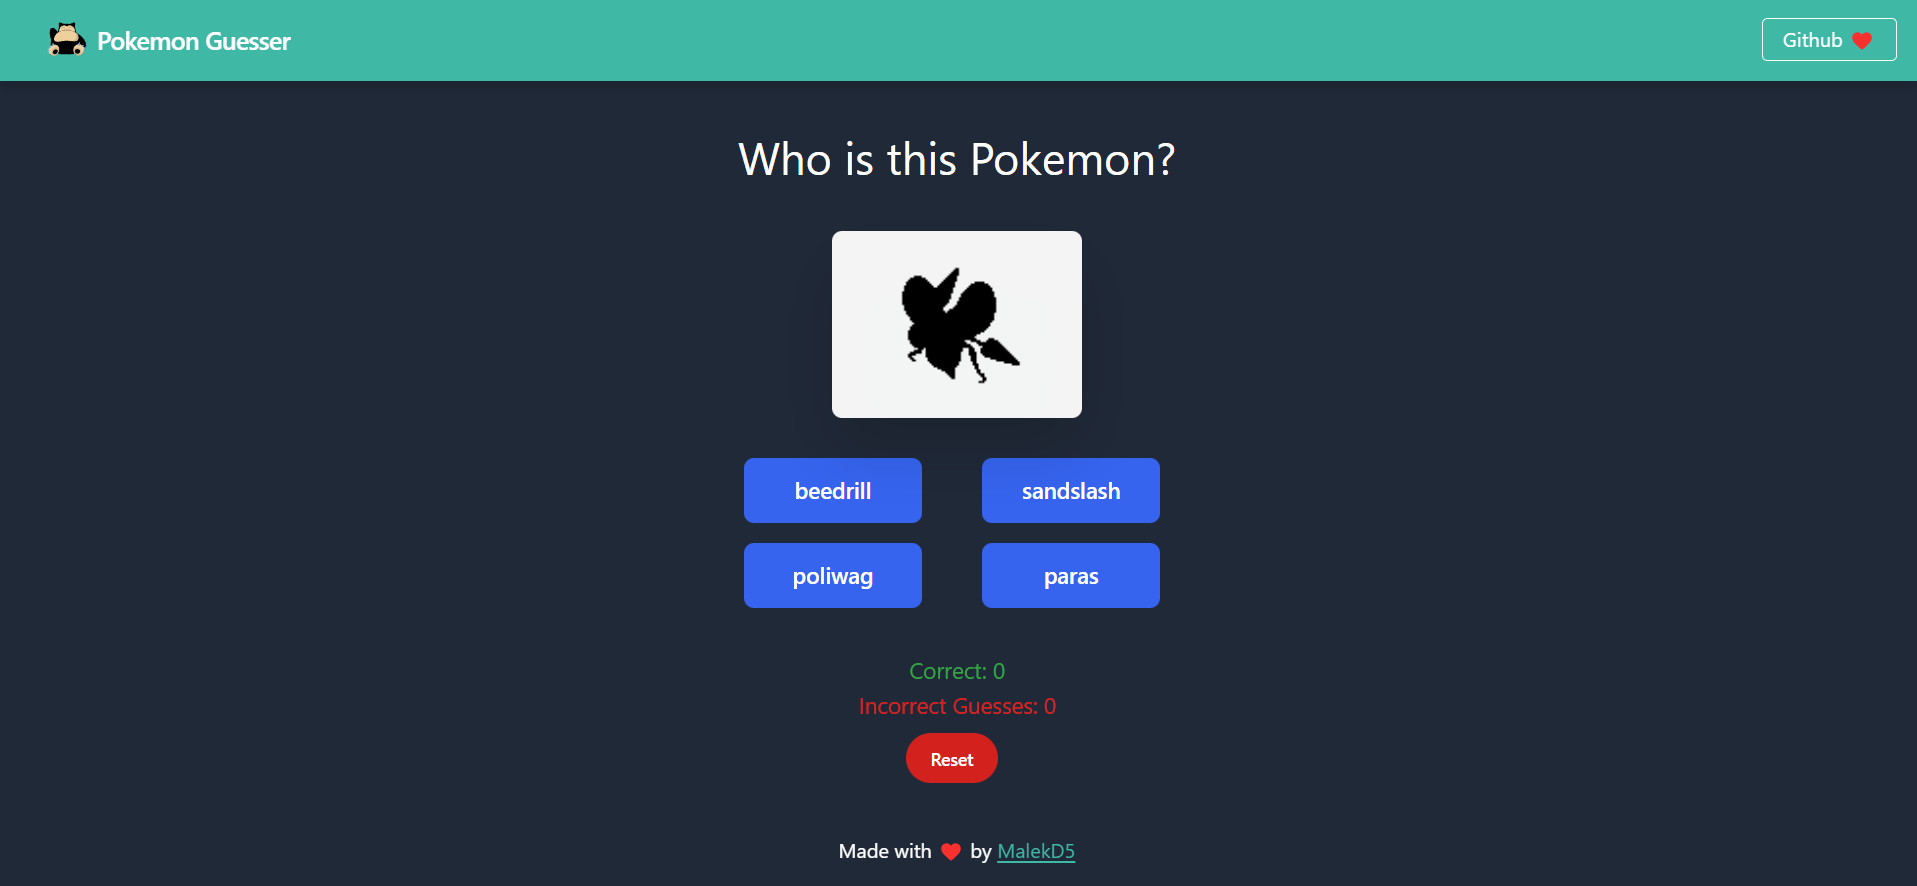 Pokemon Guesser
Github
Who is this Pokemon?
beedrill
sandslash
poliwag
paras
Correct: 0
Incorrect Guesses: 0
Reset
Made with ❤ by MalekD5